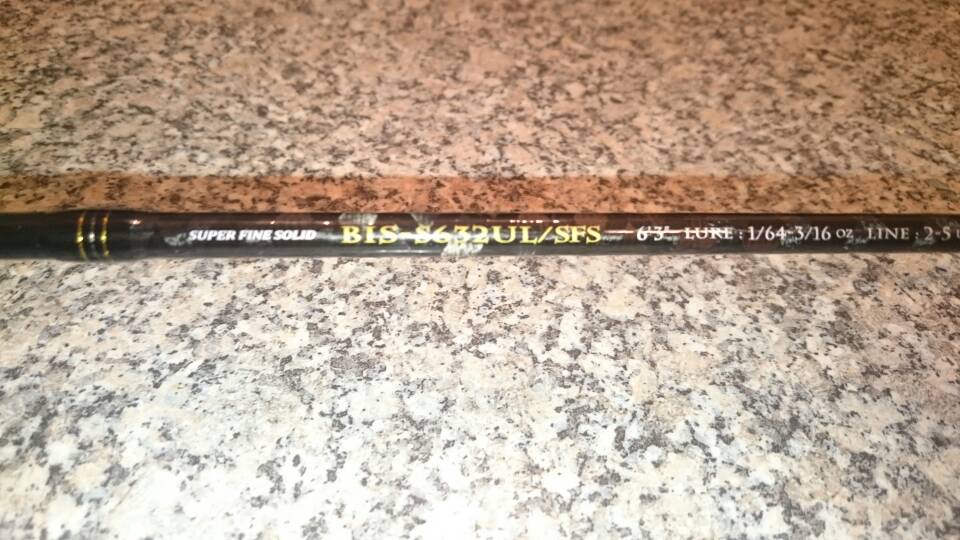 SUPER FINE SOLID BIS-S632UL/SFS 6'3" LURE : 1/64-3/16 oz LINE : 2-5